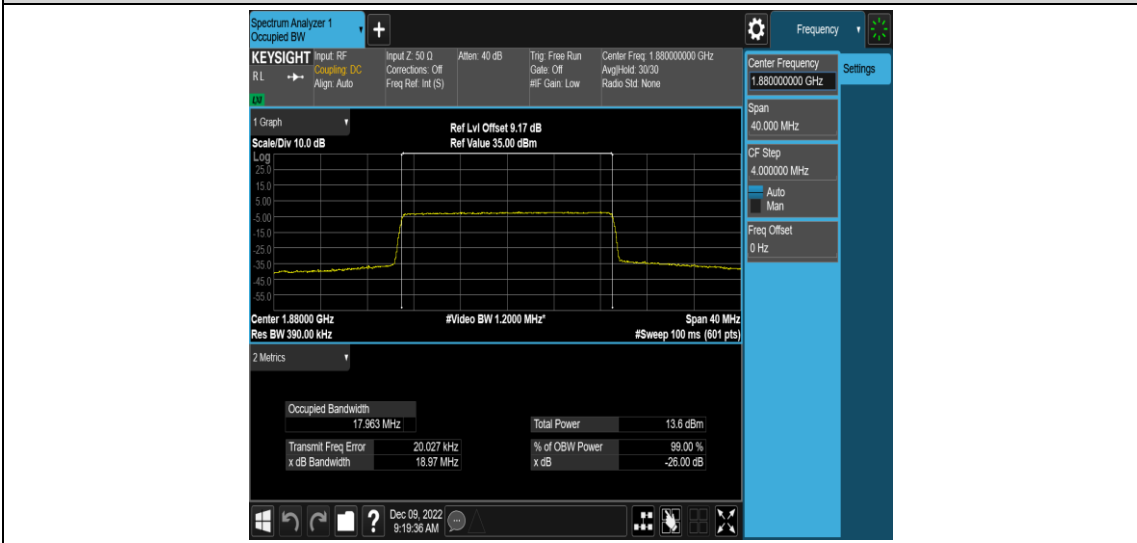 Spectrum Analyzer 1
Occupied BW
+
Frequency
KEYSIGHT Input: RF Input Z: 50 Ω Atten: 40 dB Trig: Free Run Center Freq: 1.880000000 GHz
RL Coupling: DC Corrections: Off Gate: Off Avg|Hold: 30/30
Align: Auto Freq Ref: Int (S) #IF Gain: Low Radio Std: None
LXI
Center Frequency
1.880000000 GHz
Settings
Span
40.000 MHz
CF Step
4.000000 MHz
Auto
Man
Freq Offset
0 Hz
1 Graph
Ref Lvl Offset 9.17 dB
Scale/Div 10.0 dB Ref Value 35.00 dBm
Log
25.0
15.0
5.00
-5.00
-15.0
-25.0
-35.0
-45.0
-55.0
Center 1.88000 GHz #Video BW 1.2000 MHz* Span 40 MHz
Res BW 390.00 kHz #Sweep 100 ms (601 pts)
2 Metrics
Occupied Bandwidth
17.963 MHz Total Power 13.6 dBm
Transmit Freq Error 20.027 kHz % of OBW Power 99.00 %
x dB Bandwidth 18.97 MHz x dB -26.00 dB
? Dec 09, 2022
9:19:36 AM